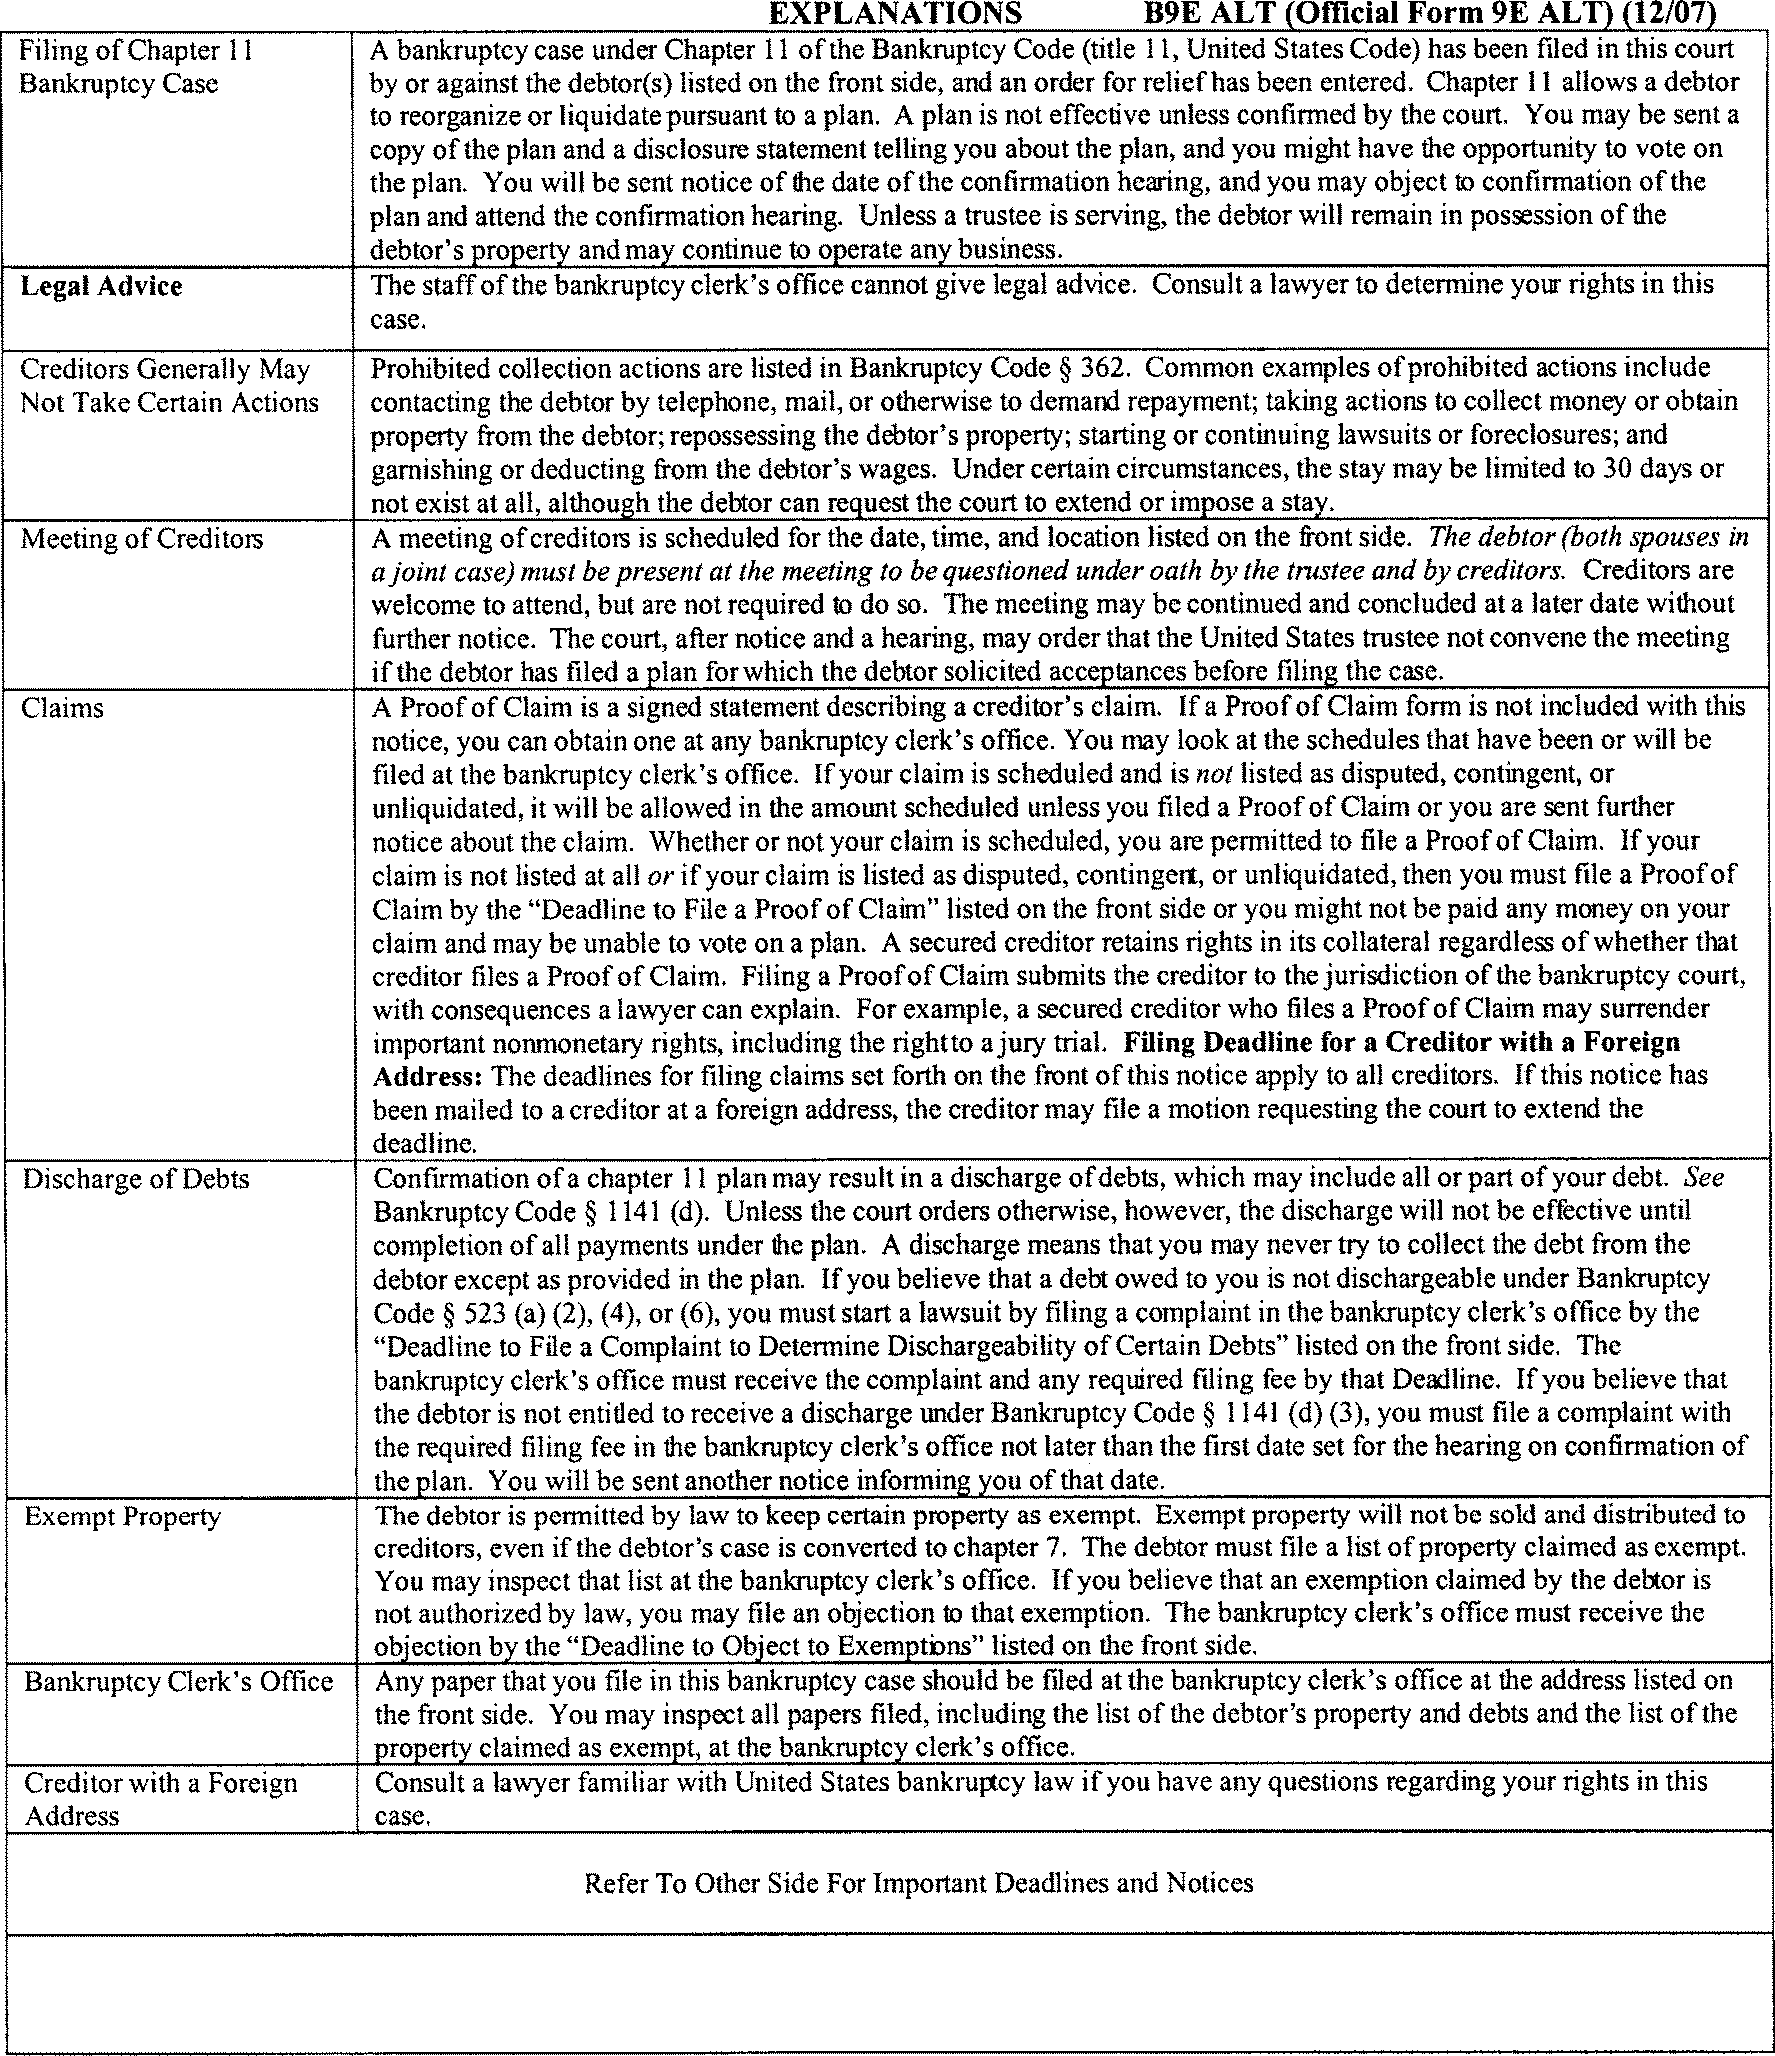 EXPLANATIONS B9E ALT (Official Form 9E ALT) (12/07)
Filing of Chapter 11
Bankruptcy Case
A bankruptcy case under Chapter 11 of the Bankruptcy Code (title 11, United States Code) has been filed in this court
by or against the debtor(s) listed on the front side, and an order for relief has been entered. Chapter 11 allows a debtor
to reorganize or liquidate pursuant to a plan. A plan is not effective unless confirmed by the court. You may be sent a
copy of the plan and a disclosure statement telling you about the plan, and you might have the opportunity to vote on
the plan. You will be sent notice of the date of the confirmation hearing, and you may object to confirmation of the
plan and attend the confirmation hearing. Unless a trustee is serving, the debtor will remain in possession of the
debtor's property and may continue to operate any business.
Legal Advice
The staff of the bankruptcy clerk's office cannot give legal advice. Consult a lawyer to determine your rights in this
case.
Creditors Generally May
Not Take Certain Actions
Prohibited collection actions are listed in Bankruptcy Code § 362. Common examples of prohibited actions include
contacting the debtor by telephone, mail, or otherwise to demand repayment; taking actions to collect money or obtain
property from the debtor; repossessing the debtor's property; starting or continuing lawsuits or foreclosures; and
garnishing or deducting from the debtor's wages. Under certain circumstances, the stay may be limited to 30 days or
not exist at all, although the debtor can request the court to extend or impose a stay.
Meeting of Creditors
A meeting of creditors is scheduled for the date, time, and location listed on the front side. The debtor (both spouses in
a joint case) must be present at the meeting to be questioned under oath by the trustee and by creditors. Creditors are
welcome to attend, but are not required to do so. The meeting may be continued and concluded at a later date without
further notice. The court, after notice and a hearing, may order that the United States trustee not convene the meeting
if the debtor has filed a plan for which the debtor solicited acceptances before filing the case.
Claims
A Proof of Claim is a signed statement describing a creditor's claim. If a Proof of Claim form is not included with this
notice, you can obtain one at any bankruptcy clerk's office. You may look at the schedules that have been or will be
filed at the bankruptcy clerk's office. If your claim is scheduled and is not listed as disputed, contingent, or
unliquidated, it will be allowed in the amount scheduled unless you filed a Proof of Claim or you are sent further
notice about the claim. Whether or not your claim is scheduled, you are permitted to file a Proof of Claim. If your
claim is not listed at all or if your claim is listed as disputed, contingent, or unliquidated, then you must file a Proof of
Claim by the “Deadline to File a Proof of Claim” listed on the front side or you might not be paid any money on your
claim and may be unable to vote on a plan. A secured creditor retains rights in its collateral regardless of whether that
creditor files a Proof of Claim. Filing a Proof of Claim submits the creditor to the jurisdiction of the bankruptcy court,
with consequences a lawyer can explain. For example, a secured creditor who files a Proof of Claim may surrender
important nonmonetary rights, including the right to a jury trial. Filing Deadline for a Creditor with a Foreign
Address: The deadlines for filing claims set forth on the front of this notice apply to all creditors. If this notice has
been mailed to a creditor at a foreign address, the creditor may file a motion requesting the court to extend the
deadline.
Discharge of Debts
Confirmation of a chapter 11 plan may result in a discharge of debts, which may include all or part of your debt. See
Bankruptcy Code § 1141 (d). Unless the court orders otherwise, however, the discharge will not be effective until
completion of all payments under the plan. A discharge means that you may never try to collect the debt from the
debtor except as provided in the plan. If you believe that a debt owed to you is not dischargeable under Bankruptcy
Code § 523 (a) (2), (4), or (6), you must start a lawsuit by filing a complaint in the bankruptcy clerk's office by the
“Deadline to File a Complaint to Determine Dischargeability of Certain Debts” listed on the front side. The
bankruptcy clerk's office must receive the complaint and any required filing fee by that Deadline. If you believe that
the debtor is not entitled to receive a discharge under Bankruptcy Code § 1141 (d) (3), you must file a complaint with
the required filing fee in the bankruptcy clerk's office not later than the first date set for the hearing on confirmation of
the plan. You will be sent another notice informing you of that date.
Exempt Property
The debtor is permitted by law to keep certain property as exempt. Exempt property will not be sold and distributed to
creditors, even if the debtor's case is converted to chapter 7. The debtor must file a list of property claimed as exempt.
You may inspect that list at the bankruptcy clerk's office. If you believe that an exemption claimed by the debtor is
not authorized by law, you may file an objection to that exemption. The bankruptcy clerk's office must receive the
objection by the “Deadline to Object to Exemptions” listed on the front side.
Bankruptcy Clerk's Office
Any paper that you file in this bankruptcy case should be filed at the bankruptcy clerk's office at the address listed on
the front side. You may inspect all papers filed, including the list of the debtor's property and debts and the list of the
property claimed as exempt, at the bankruptcy clerk's office.
Creditor with a Foreign
Address
Consult a lawyer familiar with United States bankruptcy law if you have any questions regarding your rights in this
case.
Refer To Other Side For Important Deadlines and Notices